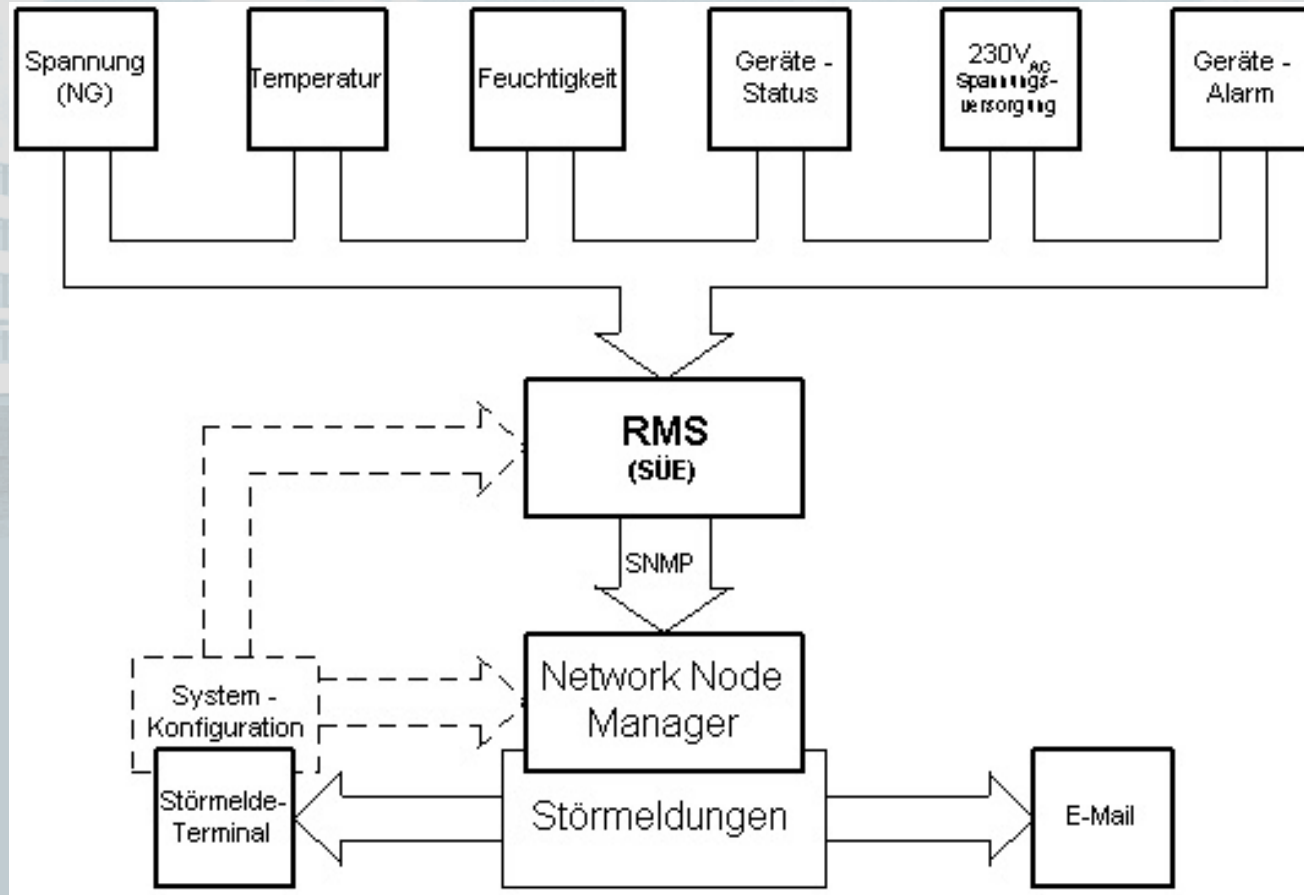 Spannung
(NG)
Temperatur
Feuchtigkeit
Geräte -
Status
230V AC
Spannungs-
versorgung
Geräte -
Alarm
RMS
(SÜE)
SNMP
Network Node
Manager
System -
Konfiguration
Störmelde-
Terminal
Störmeldungen
E-Mail